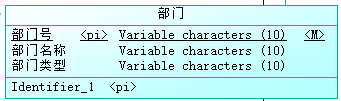 部门
部门号 <pi> Variable characters (10) <M>
部门名称 Variable characters (10)
部门类型 Variable characters (10)
Identifier_1 <pi>